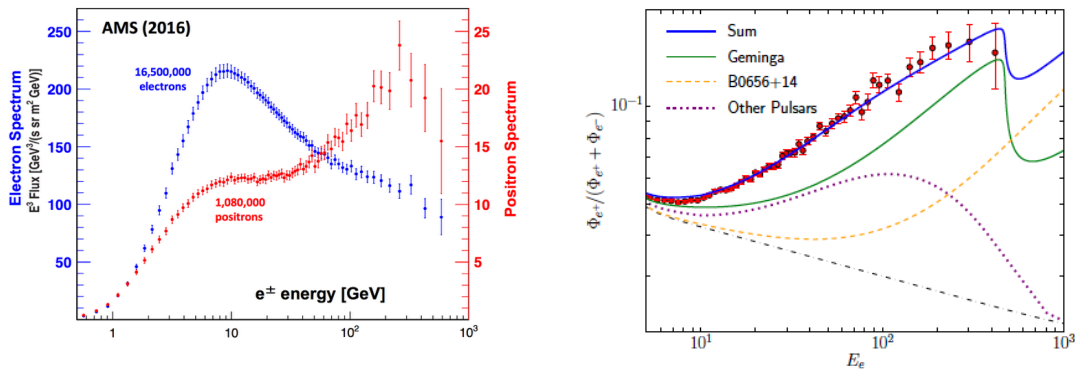 AMS (2016)
250
200
150
100
50
Electron Spectrum
E³ Flux [GeV³/(s sr m² GeV)]
16,500,000
electrons
1,080,000
positrons
e± energy [GeV]
1
10
10²
10³
25
20
15
10
5
Positron Spectrum
Sum
Geminga
B0656+14
Other Pulsars
10⁻¹
Φe⁺/(Φe⁺ + Φe⁻)
10¹
10²
10³
Eₑ